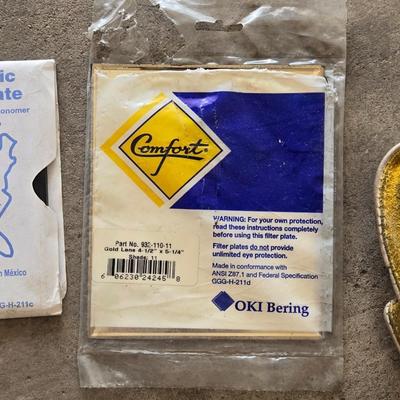 ic
ate
onomer
n México
GG-H-211c
Comfort®
Part No. 932-110-11
Gold Lens 4-1/2" x 5-1/4"
Shade: 11
6 06230 24245 8
WARNING: For your own protection,
read these instructions completely
before using this filter plate.
Filter plates do not provide
unlimited eye protection.
Made in conformance with
ANSI Z87.1 and Federal Specification
GGG-H-211d
OKI Bering